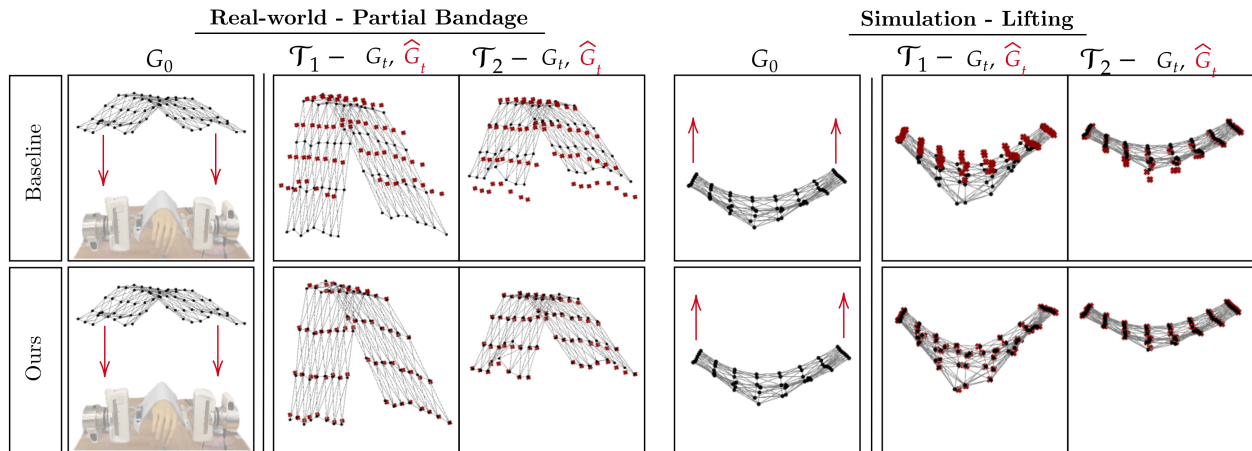 Real-world - Partial Bandage
Simulation - Lifting
G₀
𝒯₁ − Gₜ, Ĝₜ
𝒯₂ − Gₜ, Ĝₜ
G₀
𝒯₁ − Gₜ, Ĝₜ
𝒯₂ − Gₜ, Ĝₜ
Baseline
Ours